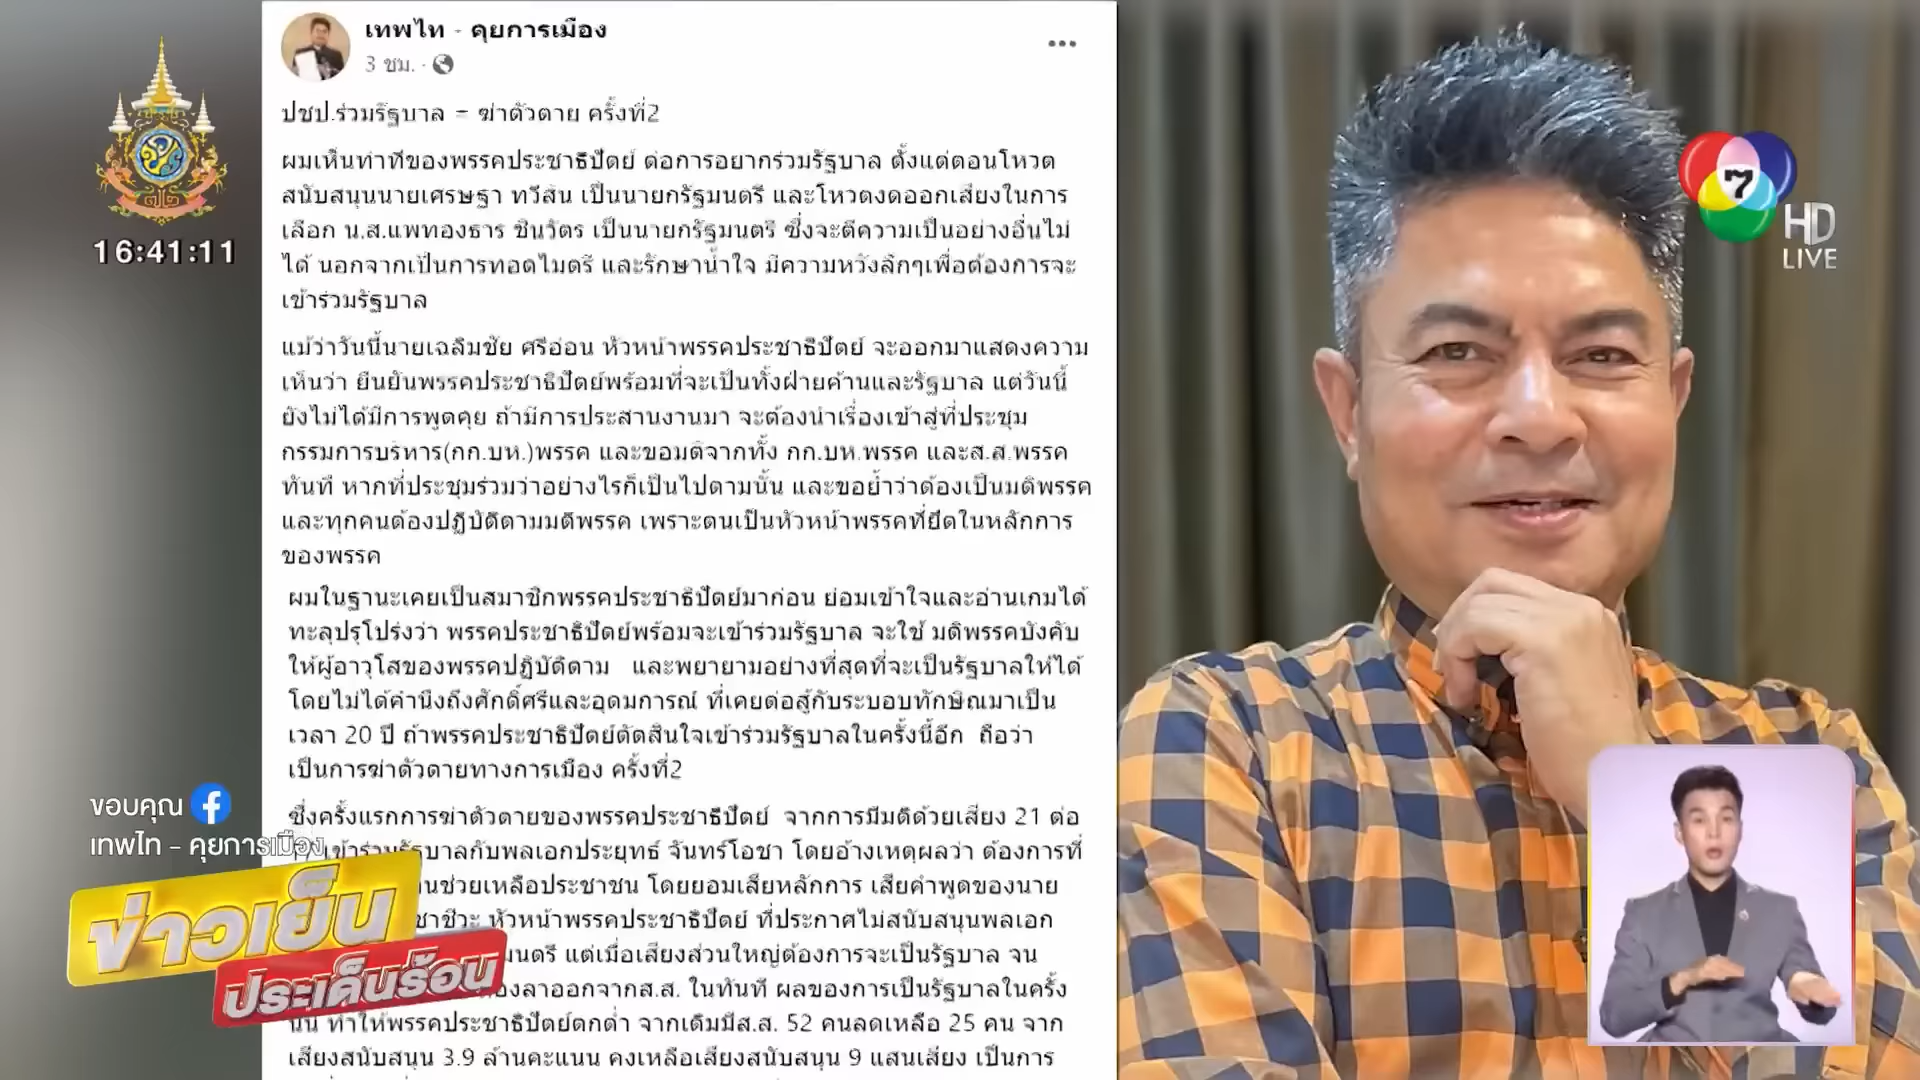 เทพไท - คุยการเมือง
3 ชม.
ปชป.ร่วมรัฐบาล = ฆ่าตัวตาย ครั้งที่2
ผมเห็นท่าทีของพรรคประชาธิปัตย์ ต่อการอยากร่วมรัฐบาล ตั้งแต่ตอนโหวต
สนับสนุนนายเศรษฐา ทวีสิน เป็นนายกรัฐมนตรี และโหวตงดออกเสียงในการ
เลือก น.ส.แพทองธาร ชินวัตร เป็นนายกรัฐมนตรี ซึ่งจะตีความเป็นอย่างอื่นไม่
ได้ นอกจากเป็นการทอดไมตรี และรักษาน้ำใจ มีความหวังลึกๆเพื่อต้องการจะ
เข้าร่วมรัฐบาล
แม้ว่าวันนี้นายเฉลิมชัย ศรีอ่อน หัวหน้าพรรคประชาธิปัตย์ จะออกมาแสดงความ
เห็นว่า ยืนยันพรรคประชาธิปัตย์พร้อมที่จะเป็นทั้งฝ่ายค้านและรัฐบาล แต่วันนี้
ยังไม่ได้มีการพูดคุย ถ้ามีการประสานงานมา จะต้องนำเรื่องเข้าสู่ที่ประชุม
กรรมการบริหาร(กก.บห.)พรรค และขอมติจากทั้ง กก.บห.พรรค และส.ส.พรรค
ทันที หากที่ประชุมร่วมว่าอย่างไรก็เป็นไปตามนั้น และขอย้ำว่าต้องเป็นมติพรรค
และทุกคนต้องปฏิบัติตามมติพรรค เพราะตนเป็นหัวหน้าพรรคที่ยึดในหลักการ
ของพรรค
ผมในฐานะเคยเป็นสมาชิกพรรคประชาธิปัตย์มาก่อน ย่อมเข้าใจและอ่านเกมได้
ทะลุปรุโปร่งว่า พรรคประชาธิปัตย์พร้อมจะเข้าร่วมรัฐบาล จะใช้ มติพรรคบังคับ
ให้ผู้อาวุโสของพรรคปฏิบัติตาม และพยายามอย่างที่สุดที่จะเป็นรัฐบาลให้ได้
โดยไม่ได้คำนึงถึงศักดิ์ศรีและอุดมการณ์ ที่เคยต่อสู้กับระบอบทักษิณมาเป็น
เวลา 20 ปี ถ้าพรรคประชาธิปัตย์ตัดสินใจเข้าร่วมรัฐบาลในครั้งนี้อีก ถือว่า
เป็นการฆ่าตัวตายทางการเมือง ครั้งที่2
ซึ่งครั้งแรกการฆ่าตัวตายของพรรคประชาธิปัตย์ จากการมีมติด้วยเสียง 21 ต่อ
เข้าร่วมรัฐบาลกับพลเอกประยุทธ์ จันทร์โอชา โดยอ้างเหตุผลว่า ต้องการที่
นช่วยเหลือประชาชน โดยยอมเสียหลักการ เสียคำพูดของนาย
ชาชีวะ หัวหน้าพรรคประชาธิปัตย์ ที่ประกาศไม่สนับสนุนพลเอก
มนตรี แต่เมื่อเสียงส่วนใหญ่ต้องการจะเป็นรัฐบาล จน
องลาออกจากส.ส. ในทันที ผลของการเป็นรัฐบาลในครั้ง
นั้น ทำให้พรรคประชาธิปัตย์ตกต่ำ จากเดิมมีส.ส. 52 คนลดเหลือ 25 คน จาก
เสียงสนับสนุน 3.9 ล้านคะแนน คงเหลือเสียงสนับสนุน 9 แสนเสียง เป็นการ
16:41:11
ขอบคุณ
เทพไท - คุยการเมือง
ข่าวเย็น
ประเด็นร้อน
7
HD
LIVE